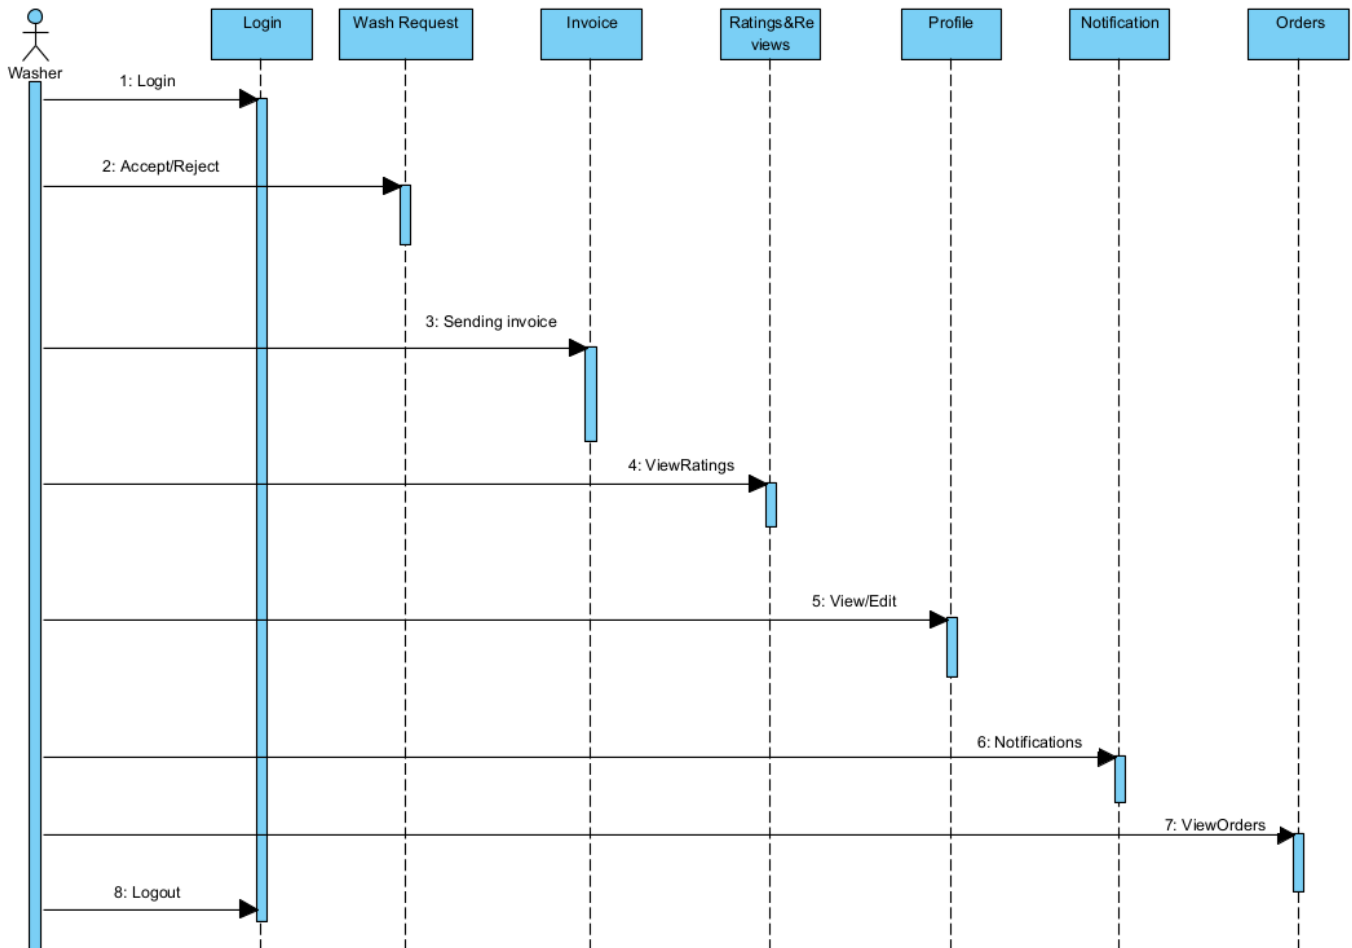 Login
Wash Request
Invoice
Ratings&Re
views
Profile
Notification
Orders
Washer
1: Login
2: Accept/Reject
3: Sending invoice
4: ViewRatings
5: View/Edit
6: Notifications
7: ViewOrders
8: Logout